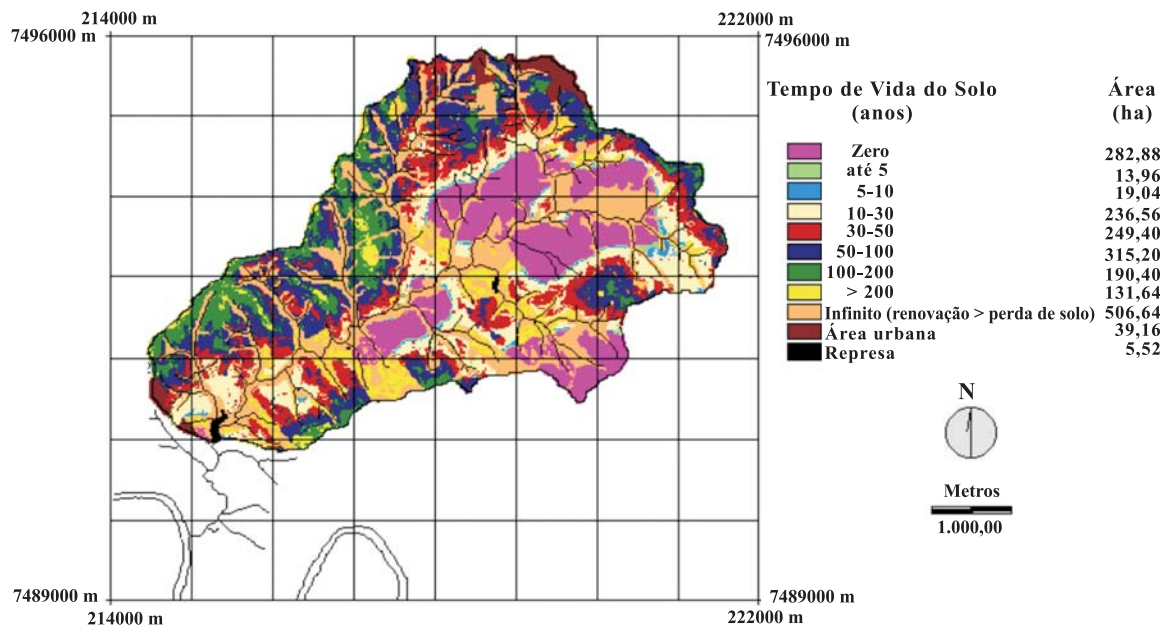 214000 m
222000 m
7496000 m
7496000 m
Tempo de Vida do Solo
(anos)
Área
(ha)
Zero 282,88
até 5 13,96
5-10 19,04
10-30 236,56
30-50 249,40
50-100 315,20
100-200 190,40
> 200 131,64
Infinito (renovação > perda de solo) 506,64
Área urbana 39,16
Represa 5,52
N
Metros
1.000,00
7489000 m
7489000 m
214000 m
222000 m